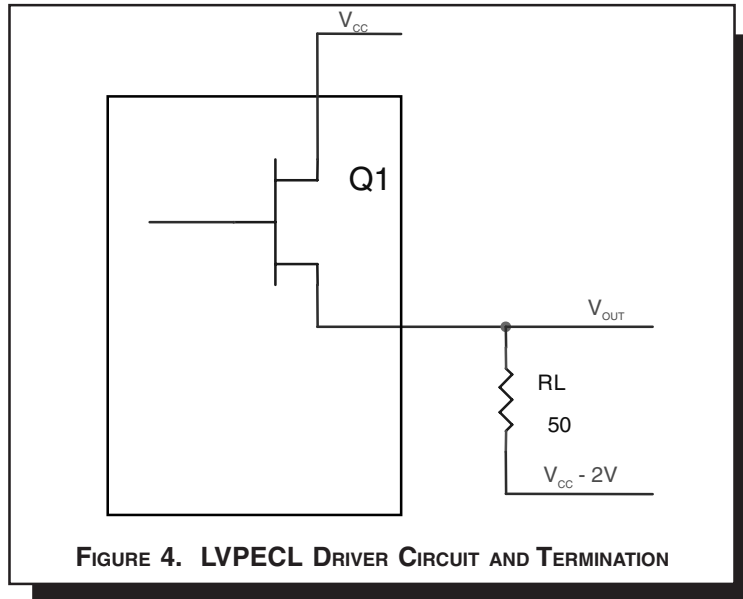 VCC
Q1
VOUT
RL
50
VCC - 2V
FIGURE 4. LVPECL DRIVER CIRCUIT AND TERMINATION